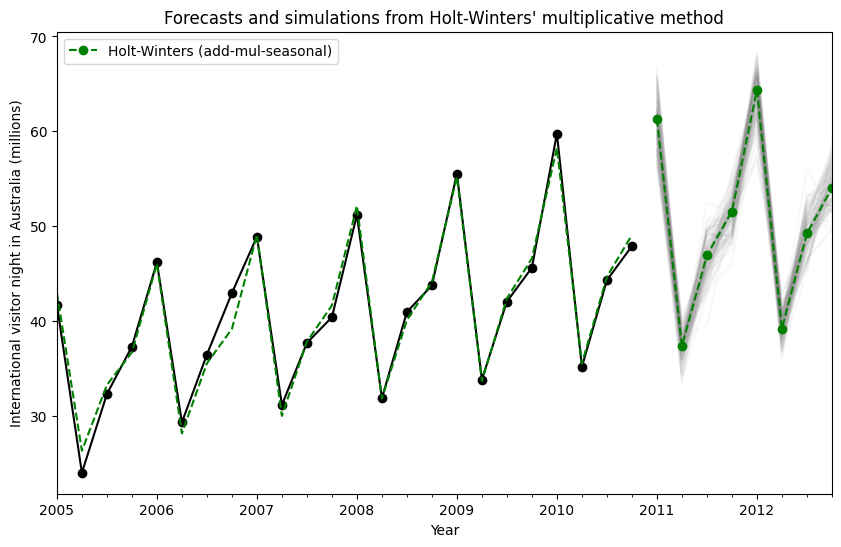 Forecasts and simulations from Holt-Winters' multiplicative method
70
Holt-Winters (add-mul-seasonal)
60
50
40
30
International visitor night in Australia (millions)
2005 2006 2007 2008 2009 2010 2011 2012
Year